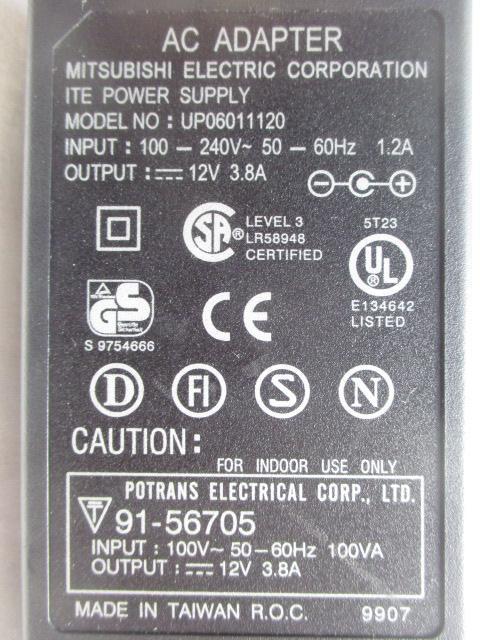 AC ADAPTER
MITSUBISHI ELECTRIC CORPORATION
ITE POWER SUPPLY
MODEL NO : UP06011120
INPUT : 100 – 240V~ 50 – 60Hz 1.2A
OUTPUT : ⎓ 12V 3.8A
SA ®
LEVEL 3
LR58948
CERTIFIED
5T23
UL ®
E134642
LISTED
GS
S 9754666
CE
D FI S N
CAUTION :
FOR INDOOR USE ONLY
POTRANS ELECTRICAL CORP., LTD.
T 91-56705
INPUT : 100V~ 50–60Hz 100VA
OUTPUT : ⎓ 12V 3.8A
MADE IN TAIWAN R.O.C. 9907